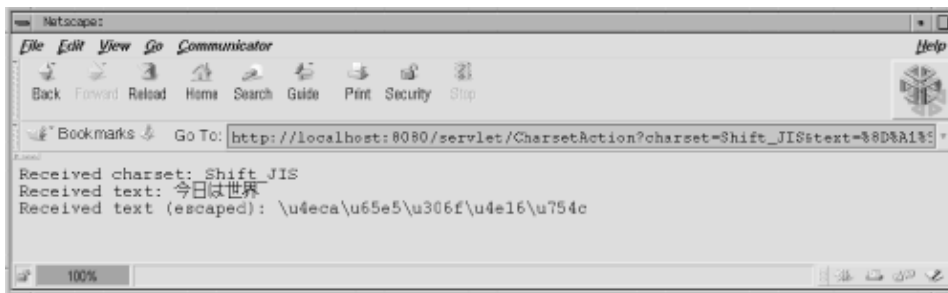 Netscape:
File Edit View Go Communicator Help
Back Forward Reload Home Search Guide Print Security Stop
Bookmarks Go To: http://localhost:8080/servlet/CharsetAction?charset=Shift_JIS&text=%8D%A1%9
Received charset: Shift_JIS
Received text: 今日は世界
Received text (escaped): \u4eca\u65e5\u306f\u4e16\u754c
100%